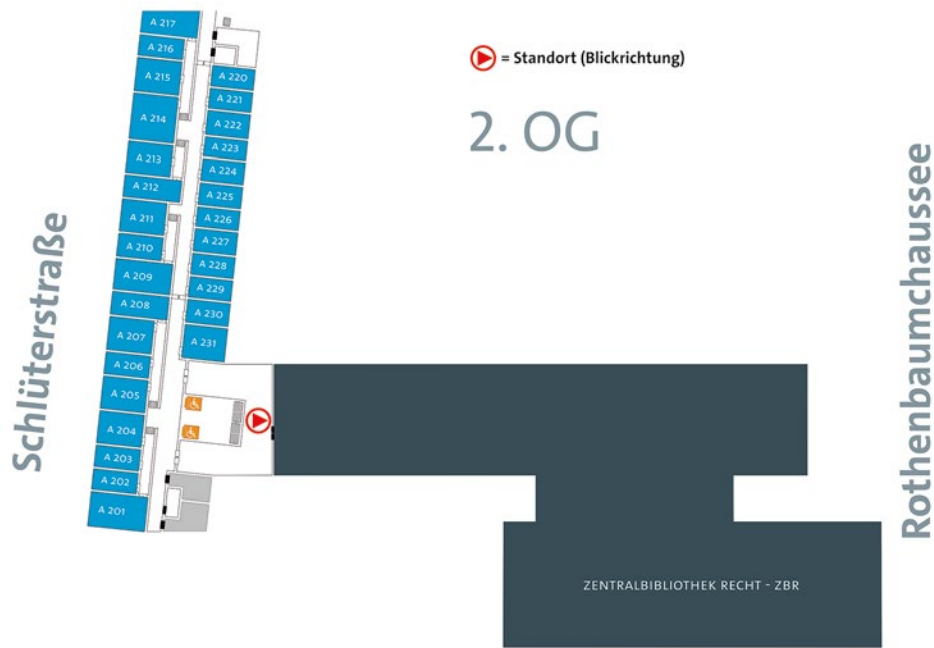 = Standort (Blickrichtung)
2. OG
Schlüterstraße
Rothenbaumchaussee
A 217
A 216
A 215
A 214
A 213
A 212
A 211
A 210
A 209
A 208
A 207
A 206
A 205
A 204
A 203
A 202
A 201
A 220
A 221
A 222
A 223
A 224
A 225
A 226
A 227
A 228
A 229
A 230
A 231
ZENTRALBIBLIOTHEK RECHT - ZBR